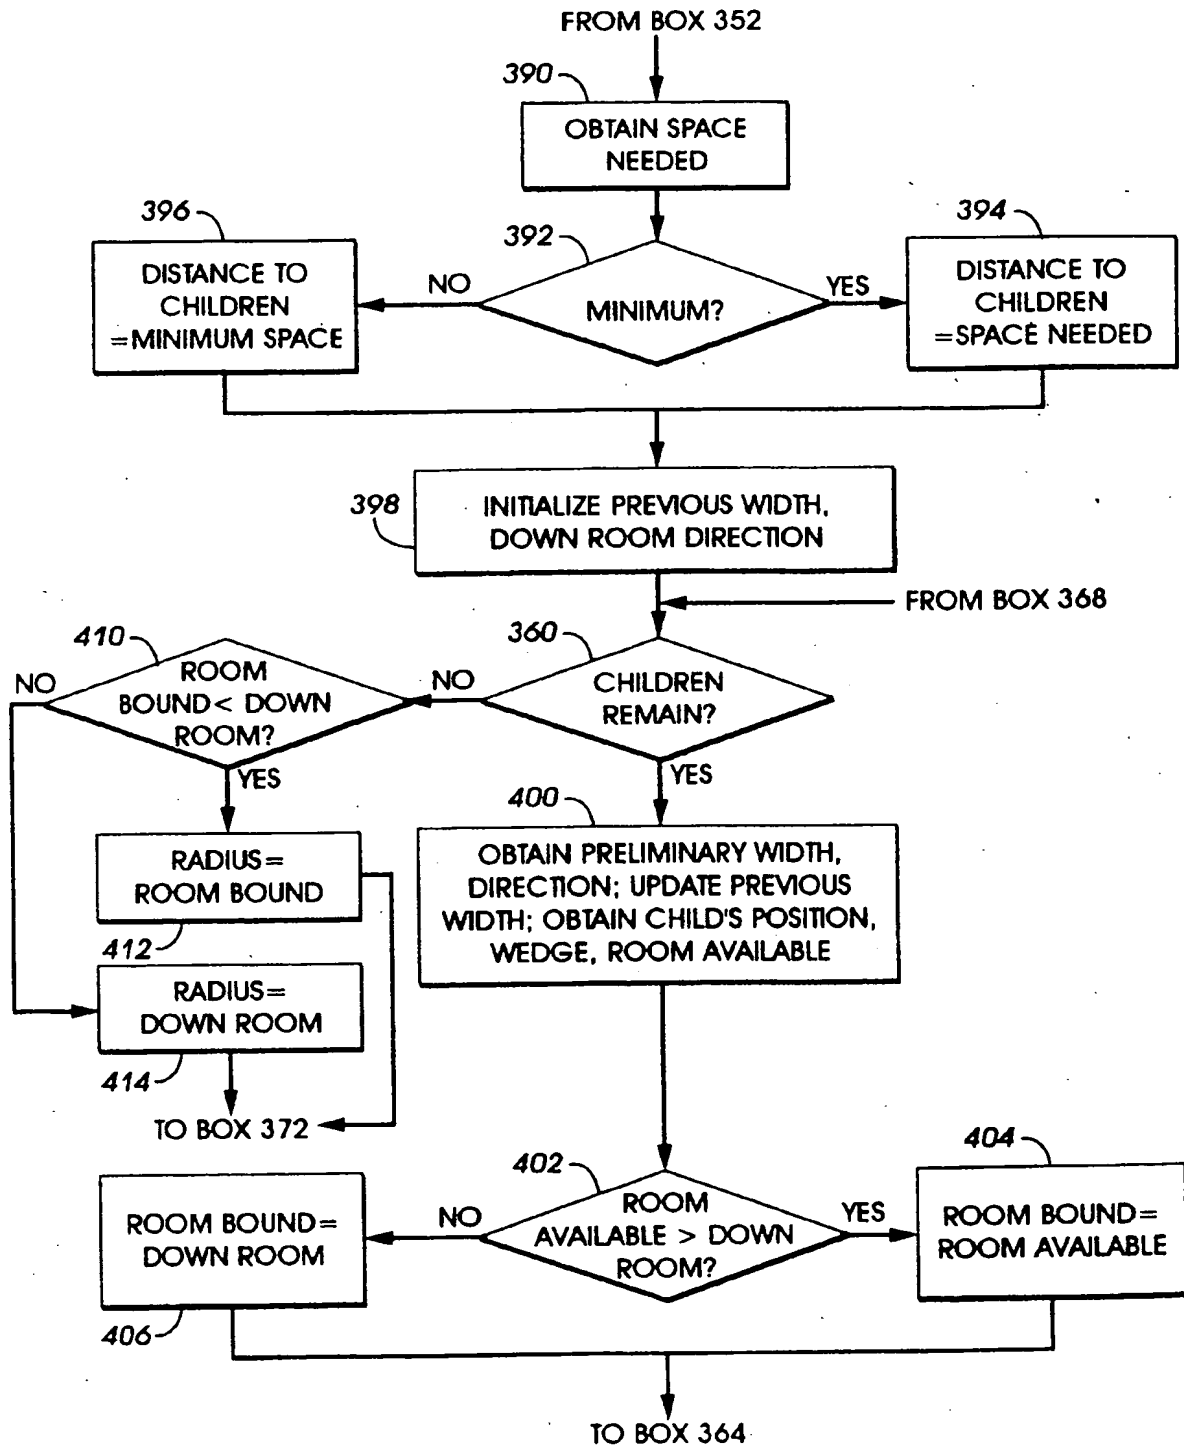 FROM BOX 352
390
OBTAIN SPACE
NEEDED
396
392
394
DISTANCE TO
CHILDREN
=MINIMUM SPACE
NO
MINIMUM?
YES
DISTANCE TO
CHILDREN
=SPACE NEEDED
398
INITIALIZE PREVIOUS WIDTH,
DOWN ROOM DIRECTION
FROM BOX 368
410
360
NO
ROOM
BOUND< DOWN
ROOM?
NO
CHILDREN
REMAIN?
YES
YES
400
RADIUS=
ROOM BOUND
412
OBTAIN PRELIMINARY WIDTH,
DIRECTION; UPDATE PREVIOUS
WIDTH; OBTAIN CHILD'S POSITION,
WEDGE, ROOM AVAILABLE
RADIUS=
DOWN ROOM
414
TO BOX 372
402
404
ROOM BOUND=
DOWN ROOM
406
NO
ROOM
AVAILABLE > DOWN
ROOM?
YES
ROOM BOUND=
ROOM AVAILABLE
TO BOX 364